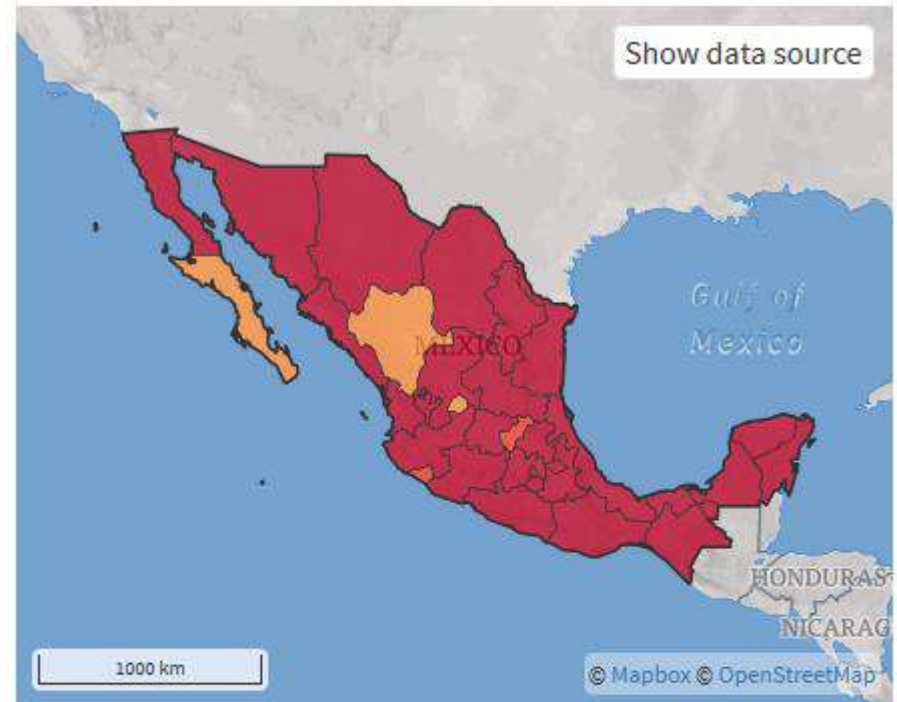 Show data source
Gulf of
Mexico
MEXICO
HONDURAS
NICARAG
1000 km
© Mapbox © OpenStreetMap